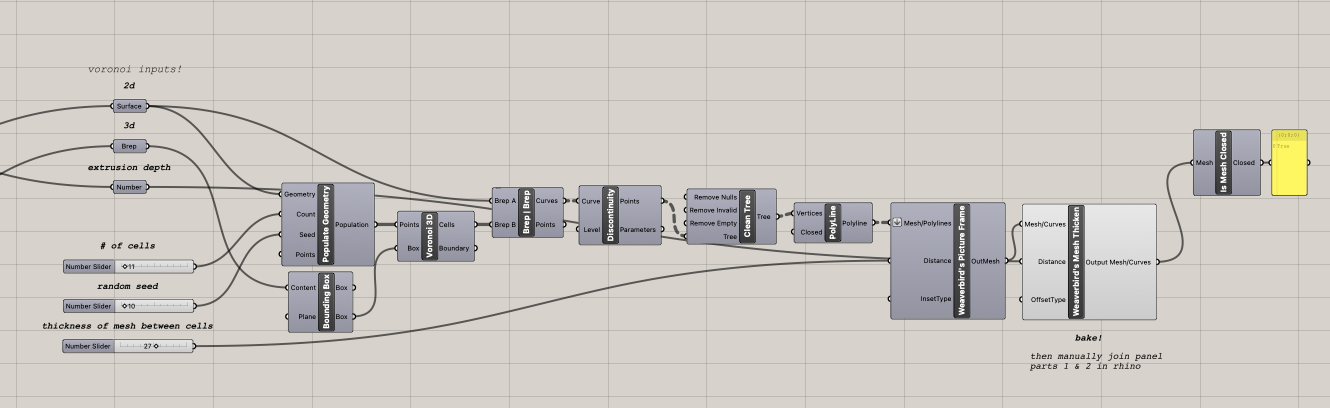 voronoi inputs!
2d
Surface
3d
Brep
extrusion depth
Number
# of cells
Number Slider
11
random seed
Number Slider
10
thickness of mesh between cells
Number Slider
27
Geometry
Count
Seed
Points
Populate Geometry
Population
Content
Plane
Bounding Box
Box
Box
Points
Box
Voronoi 3D
Cells
Boundary
Brep A
Brep B
Brep | Brep
Curves
Points
Curve
Level
Discontinuity
Points
Parameters
Remove Nulls
Remove Invalid
Remove Empty
Tree
Clean Tree
Tree
Vertices
Closed
PolyLine
Polyline
Mesh/Polylines
Distance
InsetType
Weaverbird's Picture Frame
OutMesh
Mesh/Curves
Distance
OffsetType
Weaverbird's Mesh Thicken
Output Mesh/Curves
bake!
then manually join panel
parts 1 & 2 in rhino
Mesh
Is Mesh Closed
Closed
{0;0;0}
0 True